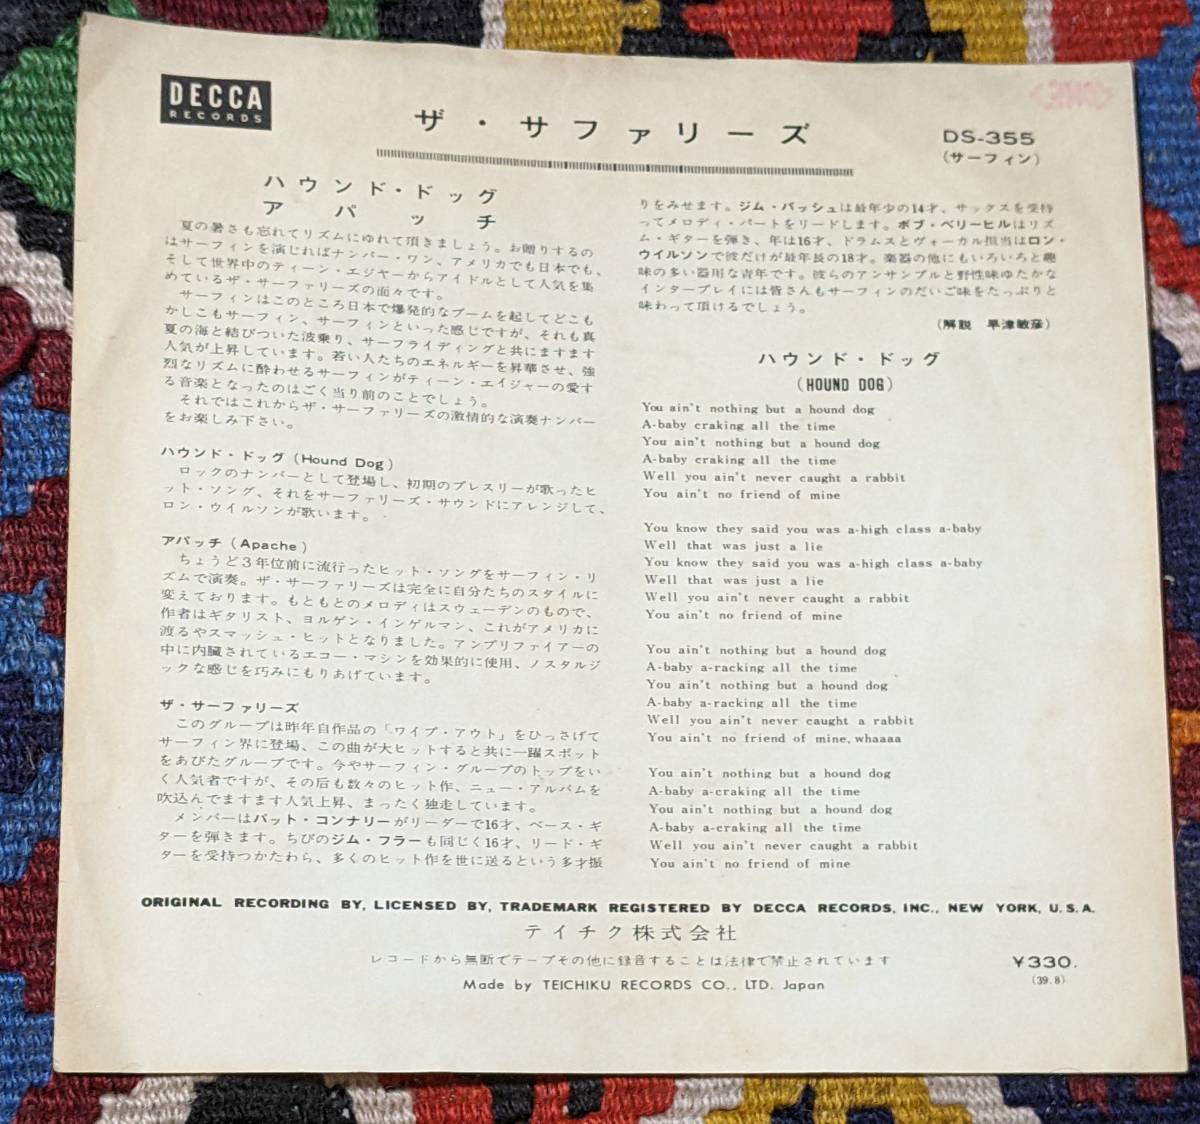 DECCA
RECORDS
ザ・サファリーズ
DS-355
(サーフィン)
ハウンド・ドッグ
アパッチ
夏の暑さも忘れてリズムにゆれて頂きましょう。お贈りするの
はサーフィンを演じればナンバー・ワン、アメリカでも日本でも、
そして世界中のティーン・エジャーからアイドルとして人気を集
めているザ・サーファリーズの面々です。
サーフィンはこのところ日本で爆発的なブームを起してどこも
かしこもサーフィン、サーフィンといった感じですが、それも真
夏の海と結びついた波乗り、サーフライディングと共にますます
人気が上昇しています。若い人たちのエネルギーを昇華させ、強
烈なリズムに酔わせるサーフィンがティーン・エイジャーの愛す
る音楽となったのはごく当り前のことでしょう。
それではこれからザ・サーファリーズの激情的な演奏ナンバー
をお楽しみ下さい。
ハウンド・ドッグ(Hound Dog)
ロックのナンバーとして登場し、初期のプレスリーが歌ったヒ
ット・ソング、それをサーファリーズ・サウンドにアレンジして、
ロン・ウイルソンが歌います。
アパッチ(Apache)
ちょうど3年位前に流行ったヒット・ソングをサーフィン・リ
ズムで演奏。ザ・サーファリーズは完全に自分たちのスタイルに
変えております。もともとのメロディはスウェーデンのもので、
作者はギタリスト、ヨルゲン・インゲルマン、これがアメリカに
渡るやスマッシュ・ヒットとなりました。アンプリファイアーの
中に内臓されているエコー・マシンを効果的に使用、ノスタルジ
ックな感じを巧みにもりあげています。
ザ・サーファリーズ
このグループは昨年自作品の「ワイプ・アウト」をひっさげて
サーフィン界に登場、この曲が大ヒットすると共に一躍スポット
をあびたグループです。今やサーフィン・グループのトップをい
く人気者ですが、その后も数々のヒット作、ニュー・アルバムを
吹込んでますます人気上昇、まったく独走しています。
メンバーはパット・コンナリーがリーダーで16才、ベース・ギ
ターを弾きます。ちびのジム・フラーも同じく16才、リード・ギ
ターを受持つかたわら、多くのヒット作を世に送るという多才振
りをみせます。ジム・パッシュは最年少の14才、サックスを受持
ってメロディ・パートをリードします。ボブ・ベリーヒルはリズ
ム・ギターを弾き、年は16才、ドラムスとヴォーカル担当はロン・
ウイルソンで彼だけが最年長の18才。楽器の他にもいろいろと趣
味の多い器用な青年です。彼らのアンサンブルと野性味ゆたかな
インタープレイには皆さんもサーフィンのだいご味をたっぷりと
味わって頂けるでしょう。
(解説 早津敏彦)
ハウンド・ドッグ
(HOUND DOG)
You ain't nothing but a hound dog
A-baby craking all the time
You ain't nothing but a hound dog
A-baby craking all the time
Well you ain't never caught a rabbit
You ain't no friend of mine
You know they said you was a-high class a-baby
Well that was just a lie
You know they said you was a-high class a-baby
Well that was just a lie
Well you ain't never caught a rabbit
You ain't no friend of mine
You ain't nothing but a hound dog
A-baby a-racking all the time
You ain't nothing but a hound dog
A-baby a-racking all the time
Well you ain't never caught a rabbit
You ain't no friend of mine, whaaaa
You ain't nothing but a hound dog
A-baby a-craking all the time
You ain't nothing but a hound dog
A-baby a-craking all the time
Well you ain't never caught a rabbit
You ain't no friend of mine
ORIGINAL RECORDING BY, LICENSED BY, TRADEMARK REGISTERED BY DECCA RECORDS, INC., NEW YORK, U.S.A.
テイチク株式会社
レコードから無断でテープその他に録音することは法律で禁止されています
¥330.
(39.8)
Made by TEICHIKU RECORDS CO., LTD. Japan